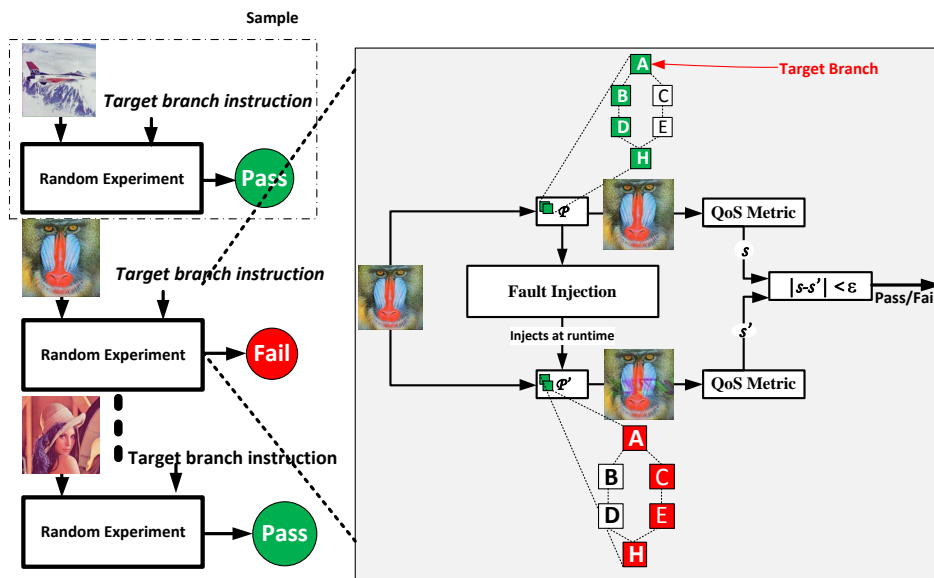 Sample
Target branch instruction
Random Experiment
Pass
Target branch instruction
Random Experiment
Fail
Target branch instruction
Random Experiment
Pass
A
Target Branch
B
C
D
E
H
𝒫
QoS Metric
s
Fault Injection
|s-s'| < ε
Pass/Fail
s'
Injects at runtime
𝒫'
QoS Metric
A
B
C
D
E
H